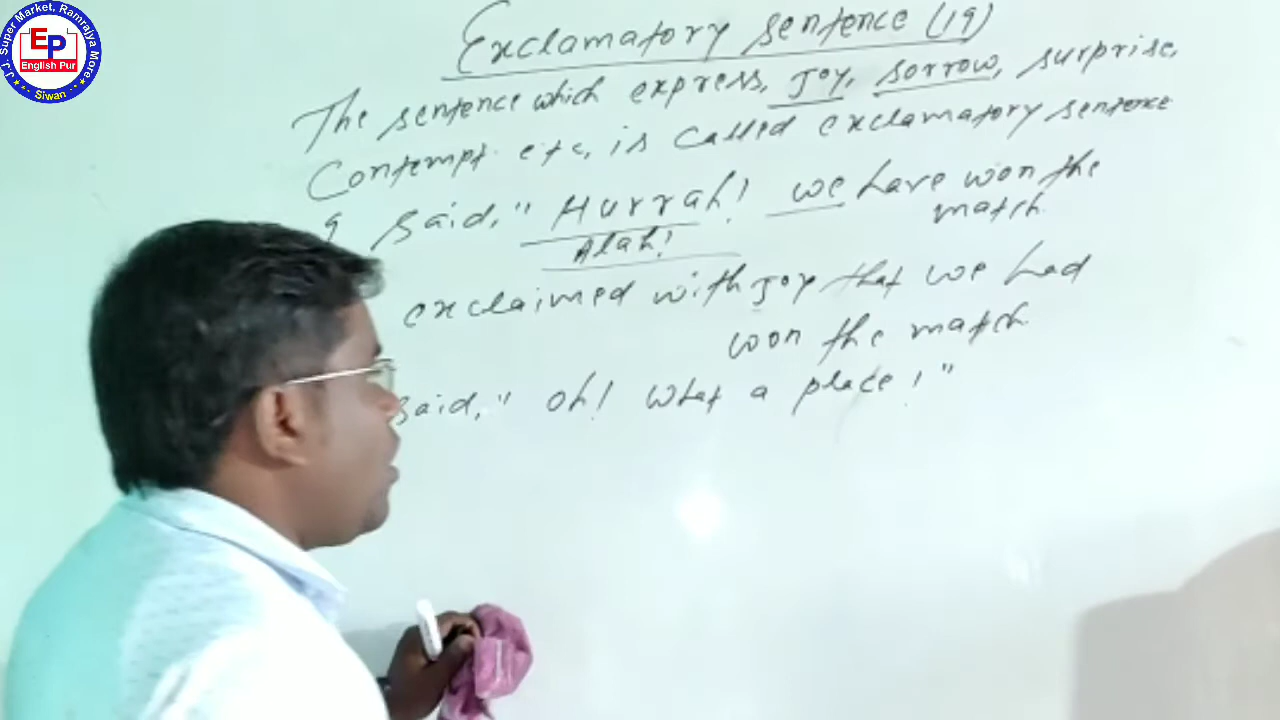 J.J. Super Market, Ramraiya More
EP
English Pur
Siwan
Exclamatory sentence (19)
The sentence which express, Joy, sorrow, surprise,
Contempt. etc, is called exclamatory sentence
said," Hurrah! we have won the
match.
Alah!
exclaimed with Joy that we had
won the match.
said," oh! what a place!"